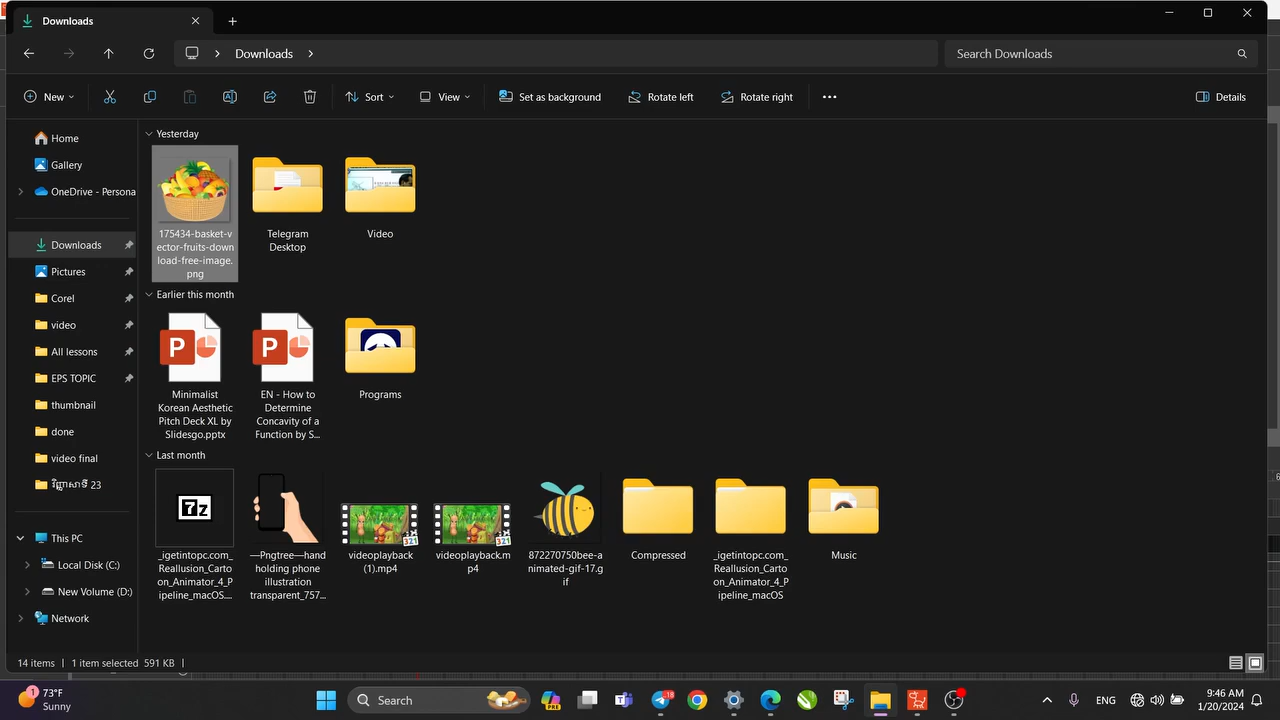 Downloads
Downloads
Search Downloads
New
Sort
View
Set as background
Rotate left
Rotate right
Details
Home
Gallery
OneDrive - Persona
Downloads
Pictures
Corel
video
All lessons
EPS TOPIC
thumbnail
done
video final
This PC
Local Disk (C:)
New Volume (D:)
Network
Yesterday
175434-basket-v
ector-fruits-down
load-free-image.
png
Telegram
Desktop
Video
Earlier this month
P
Minimalist
Korean Aesthetic
Pitch Deck XL by
Slidesgo.pptx
P
EN - How to
Determine
Concavity of a
Function by S...
Programs
Last month
7z
_igetintopc.com_
Reallusion_Carto
on_Animator_4_P
ipeline_macOS....
—Pngtree—hand
holding phone
illustration
transparent_757...
321
videoplayback
(1).mp4
321
videoplayback.m
p4
872270750bee-a
nimated-gif-17.g
if
Compressed
_igetintopc.com_
Reallusion_Carto
on_Animator_4_P
ipeline_macOS
Music
14 items
1 item selected 591 KB
1
73°F
Sunny
Search
PRE
18
ENG
9:46 AM
1/20/2024